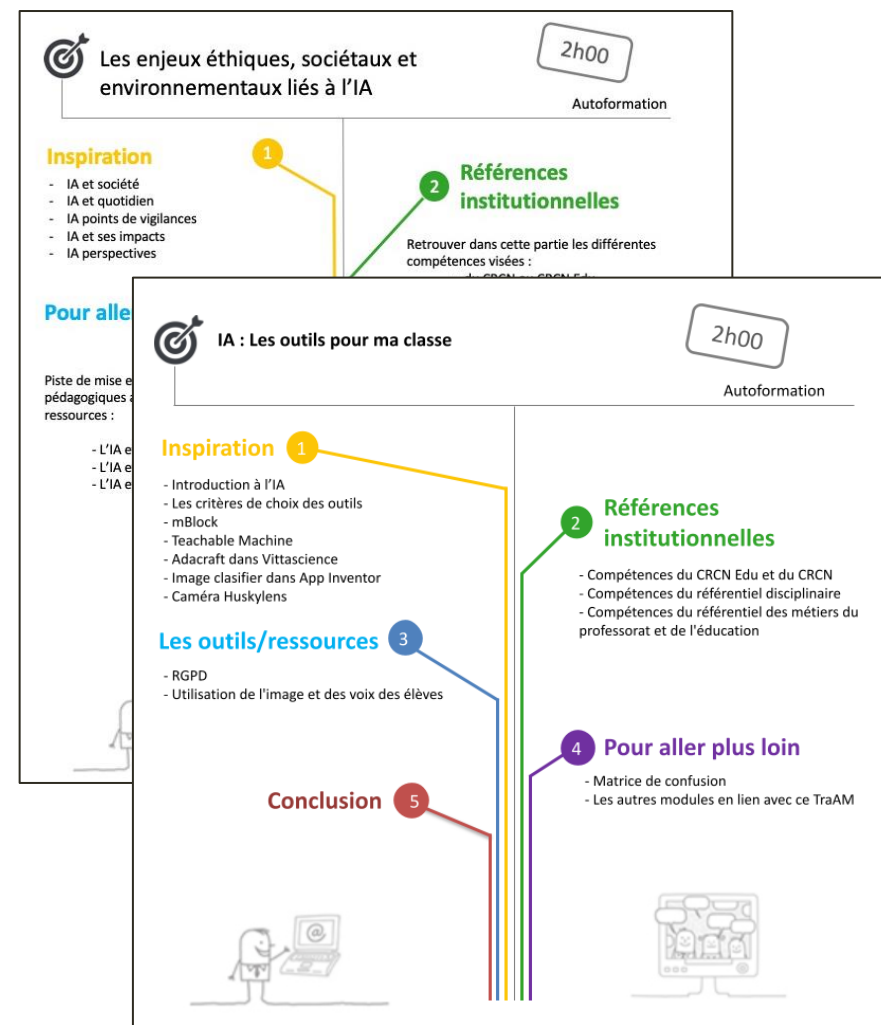 Les enjeux éthiques, sociétaux et
environnementaux liés à l’IA
2h00
Autoformation
Inspiration
1
- IA et société
- IA et quotidien
- IA points de vigilances
- IA et ses impacts
- IA perspectives
2
Références
institutionnelles
Retrouver dans cette partie les différentes
compétences visées :
du CRCN au CRCN Edu
Pour alle
Piste de mise e
pédagogiques
ressources :
- L’IA e
- L’IA e
- L’IA e
IA : Les outils pour ma classe
2h00
Autoformation
Inspiration 1
- Introduction à l’IA
- Les critères de choix des outils
- mBlock
- Teachable Machine
- Adacraft dans Vittascience
- Image clasifier dans App Inventor
- Caméra Huskylens
2
Références
institutionnelles
- Compétences du CRCN Edu et du CRCN
- Compétences du référentiel disciplinaire
- Compétences du référentiel des métiers du
professorat et de l'éducation
Les outils/ressources 3
- RGPD
- Utilisation de l'image et des voix des élèves
4 Pour aller plus loin
- Matrice de confusion
- Les autres modules en lien avec ce TraAM
Conclusion 5
@